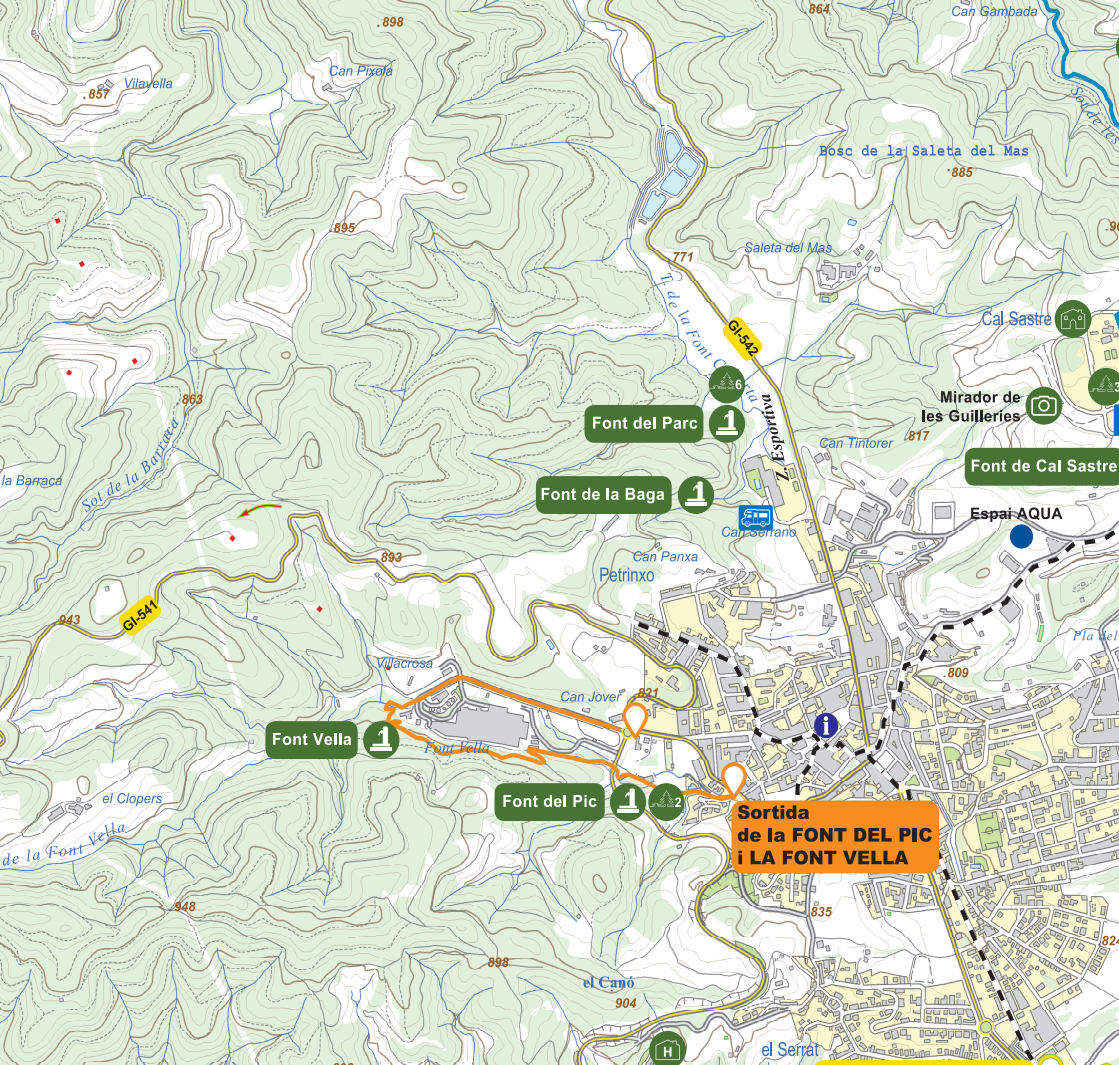 .898
.864
Can Gambada
Can Pixola
Vilavella
.857
Bosc de la Saleta del Mas
.885
.895
Saleta del Mas
.771
T. de la Font C
rta
GI-542
Cal Sastre
6
Mirador de
les Guilleries
863
Font del Parc
Z. Esportiva
Can Tintorer
.817
Sot de la Barraca
la Barraca
Font de Cal Sastre
Font de la Baga
Espai AQUA
Can Serrano
Can Panxa
Petrinxo
.893
GI-541
.943
Pla del
.809
Villacrosa
Can Jover
.821
i
Font Vella
Font Vella
el Clopers
Font del Pic
2
Sortida
de la FONT DEL PIC
i LA FONT VELLA
de la Font Vella
.948
835
824
898
el Canó
904
H
el Serrat